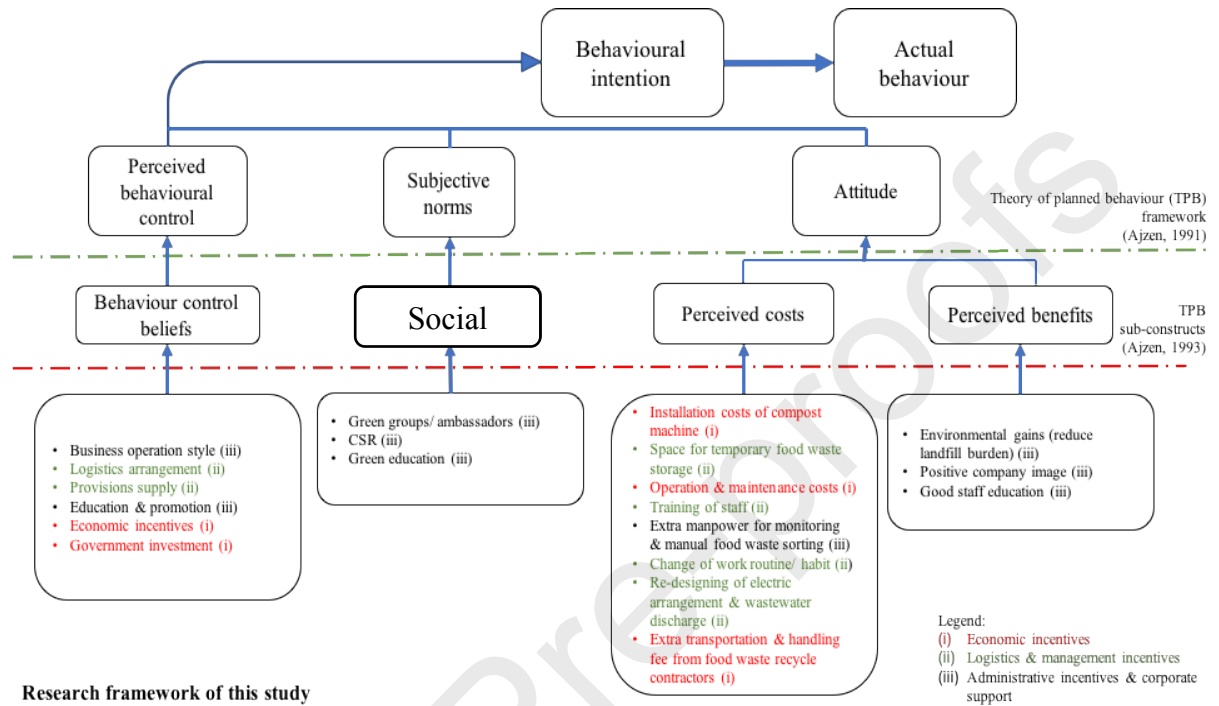 Behavioural
intention
Actual
behaviour
Perceived
behavioural
control
Subjective
norms
Attitude
Theory of planned behaviour (TPB)
framework
(Ajzen, 1991)
Behaviour control
beliefs
Social
Perceived costs
Perceived benefits
TPB
sub-constructs
(Ajzen, 1993)
• Business operation style (iii)
• Logistics arrangement (ii)
• Provisions supply (ii)
• Education & promotion (iii)
• Economic incentives (i)
• Government investment (i)
• Green groups/ ambassadors (iii)
• CSR (iii)
• Green education (iii)
• Installation costs of compost
machine (i)
• Space for temporary food waste
storage (ii)
• Operation & maintenance costs (i)
• Training of staff (ii)
• Extra manpower for monitoring
& manual food waste sorting (iii)
• Change of work routine/ habit (ii)
• Re-designing of electric
arrangement & wastewater
discharge (ii)
• Extra transportation & handling
fee from food waste recycle
contractors (i)
• Environmental gains (reduce
landfill burden) (iii)
• Positive company image (iii)
• Good staff education (iii)
Legend:
(i) Economic incentives
(ii) Logistics & management incentives
(iii) Administrative incentives & corporate
support
Research framework of this study
Pre-proofs